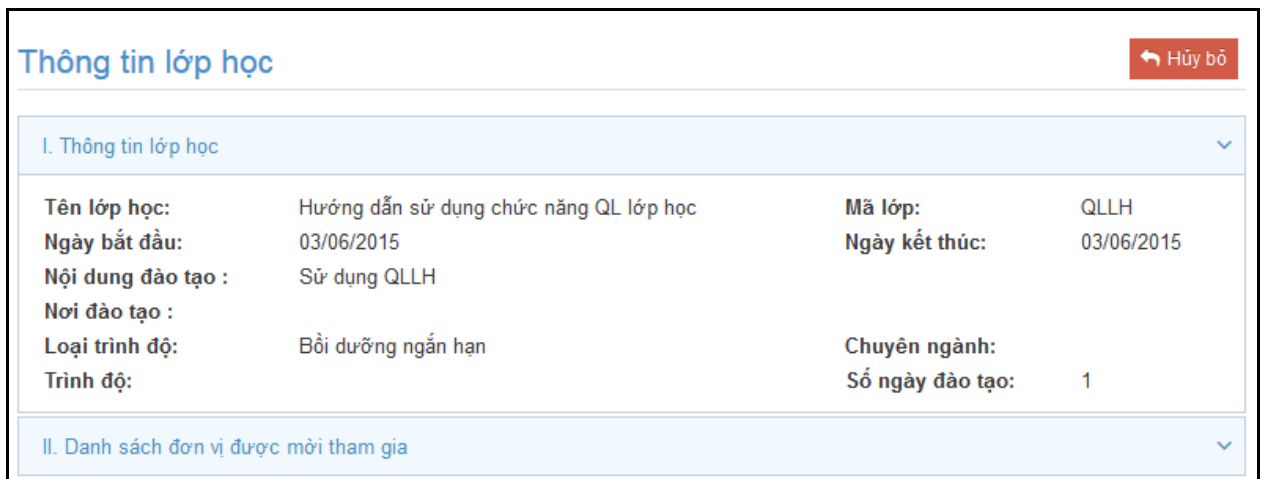 Thông tin lớp học
Hủy bỏ
I. Thông tin lớp học
Tên lớp học: Hướng dẫn sử dụng chức năng QL lớp học Mã lớp: QLLH
Ngày bắt đầu: 03/06/2015 Ngày kết thúc: 03/06/2015
Nội dung đào tạo : Sử dụng QLLH
Nơi đào tạo :
Loại trình độ: Bồi dưỡng ngắn hạn Chuyên ngành:
Trình độ: Số ngày đào tạo: 1
II. Danh sách đơn vị được mời tham gia